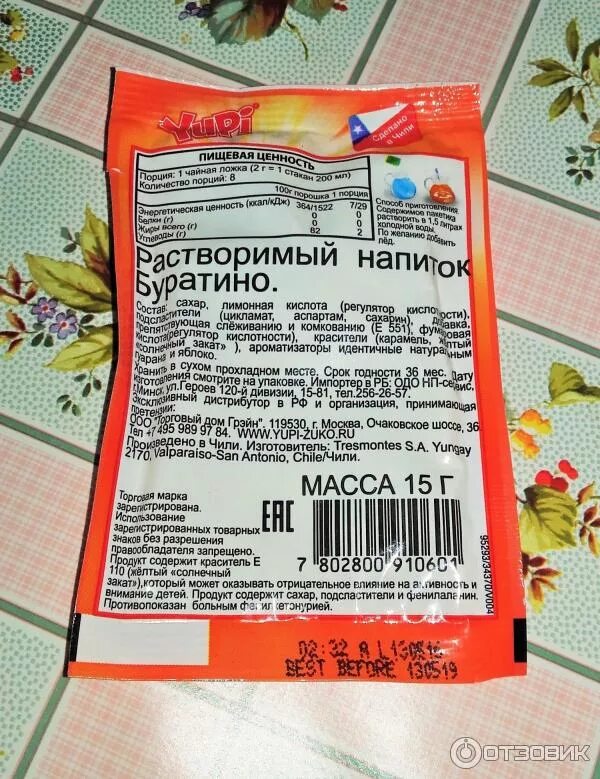 Yupi
Сделано
в Чили
ПИЩЕВАЯ ЦЕННОСТЬ
Порция: 1 чайная ложка (2 г = 1 стакан 200 мл)
Количество порций: 8
100г порошка 1 порция
Энергетическая ценность (ккал/кДж) 364/1522 7/29
Белки (г) 0 0
Жиры всего (г) 0 0
Углеводы (г) 82 2
Способ приготовления:
Содержимое пакетика
растворить в 1,5 литрах
холодной воды.
По желанию добавить
лёд.
Растворимый напиток
Буратино.
Состав: сахар, лимонная кислота (регулятор кислотности),
подсластители (цикламат, аспартам, сахарин), добавка,
препятствующая слёживанию и комкованию (Е 551), фумаровая
кислота(регулятор кислотности), красители (карамель, жёлтый
«солнечный закат» ), ароматизаторы идентичные натуральным
гуарана и яблоко.
Хранить в сухом прохладном месте. Срок годности 36 мес. Дату
изготовления смотрите на упаковке. Импортер в РБ: ОДО НП-сервис,
г.Минск, ул.Героев 120-й дивизии, 15-81, тел.256-26-57.
Эксклюзивный дистрибутор в РФ и организация, принимающая
претензии:
ООО "Торговый дом Грэйн". 119530, г. Москва, Очаковское шоссе, 36
Тел +7 495 989 97 84. WWW.YUPI-ZUKO.RU
Произведено в Чили. Изготовитель: Tresmontes S.A. Yungay
2170, Valparaiso-San Antonio, Chile/Чили.
МАССА 15 Г
Торговая марка
зарегистрирована.
Использование
зарегистрированных товарных
знаков без разрешения
правообладателя запрещено.
EAC
7 802800 910601
95293/34370/V004
Продукт содержит краситель Е
110 (жёлтый «солнечный
закат»),который может оказывать отрицательное влияние на активность и
внимание детей. Продукт содержит сахар, подсластители и фенилаланин.
Противопоказан больным фенилкетонурией.
02:32 A L130516
BEST BEFORE 130519
ОТЗОВИК